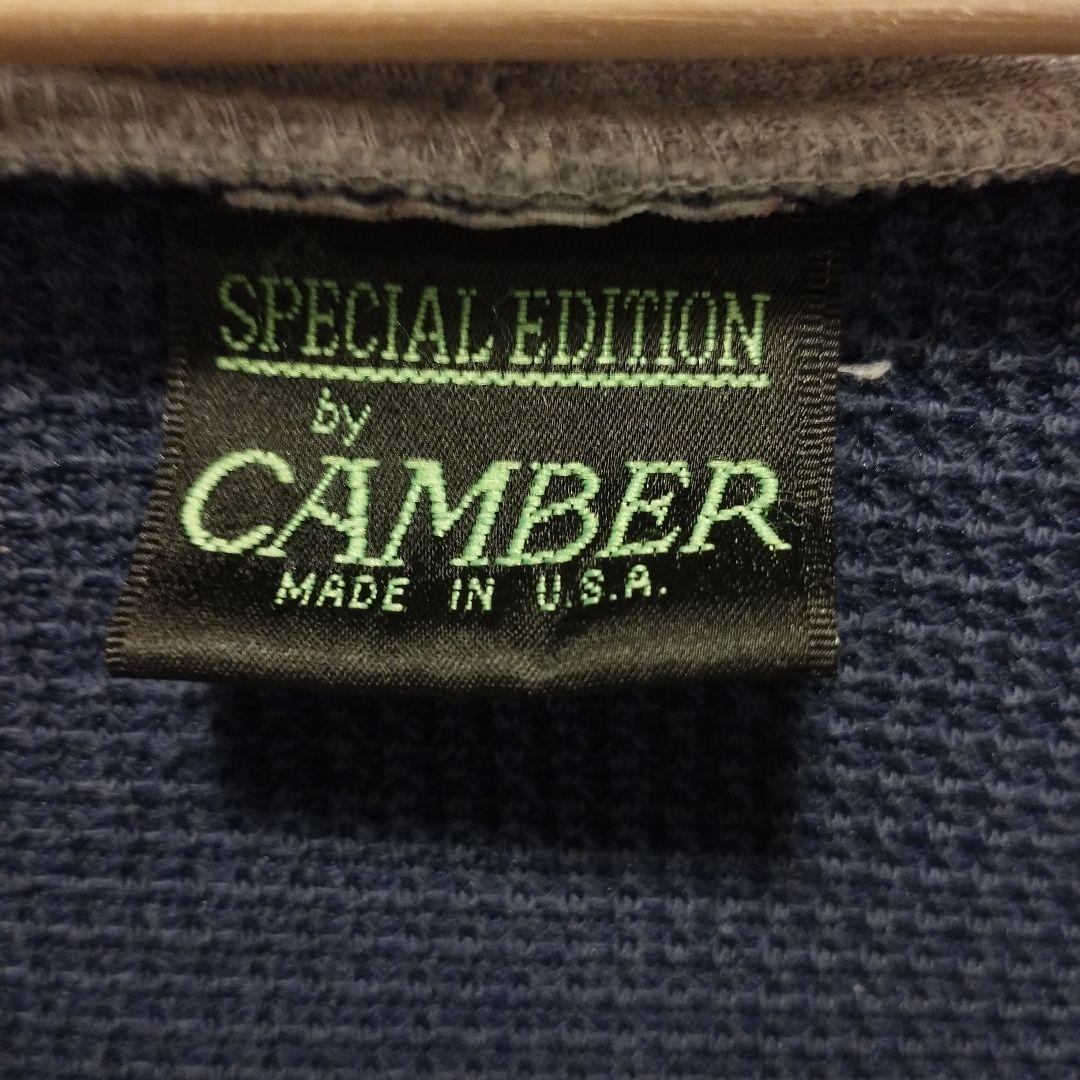 SPECIAL EDITION
by
CAMBER
MADE IN U.S.A.